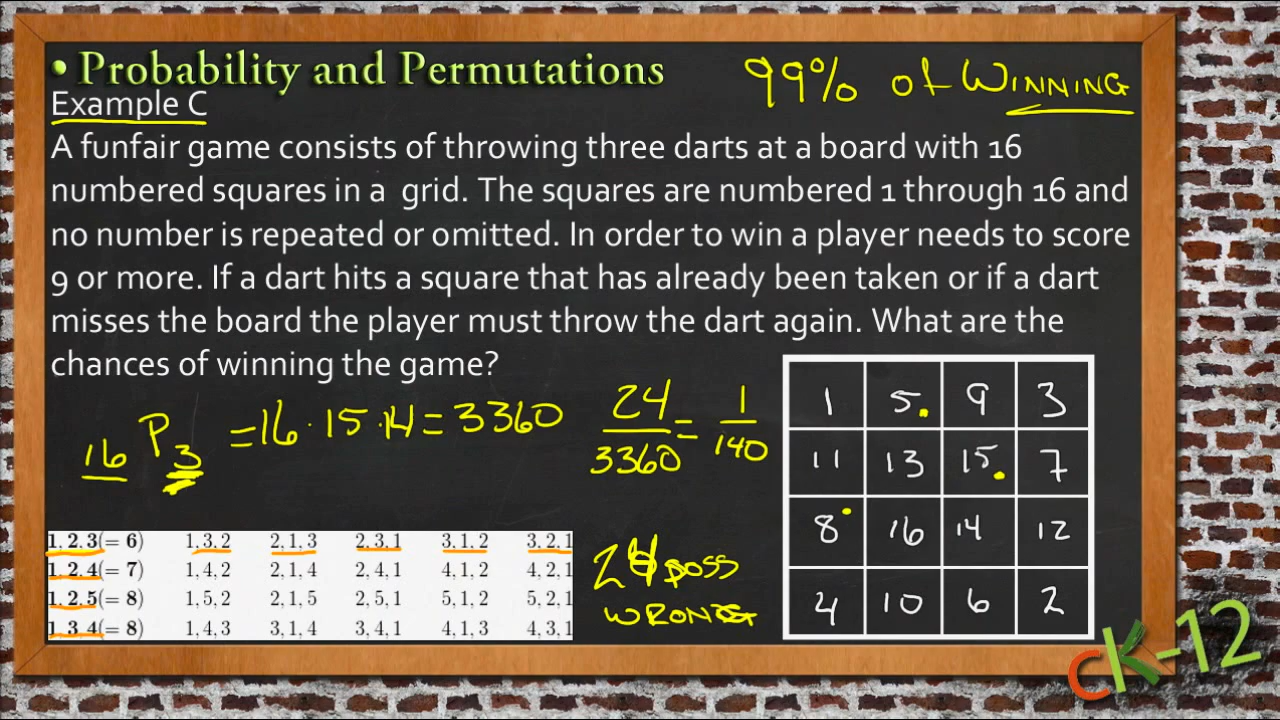 • Probability and Permutations
99% of WINNING
Example C
A funfair game consists of throwing three darts at a board with 16
numbered squares in a grid. The squares are numbered 1 through 16 and
no number is repeated or omitted. In order to win a player needs to score
9 or more. If a dart hits a square that has already been taken or if a dart
misses the board the player must throw the dart again. What are the
chances of winning the game?
16 P 3 = 16 · 15 · 14 = 3360
24/3360 = 1/140
1, 2, 3(= 6) 1, 3, 2 2, 1, 3 2, 3, 1 3, 1, 2 3, 2, 1
1, 2, 4(= 7) 1, 4, 2 2, 1, 4 2, 4, 1 4, 1, 2 4, 2, 1
1, 2, 5(= 8) 1, 5, 2 2, 1, 5 2, 5, 1 5, 1, 2 5, 2, 1
1, 3, 4(= 8) 1, 4, 3 3, 1, 4 3, 4, 1 4, 1, 3 4, 3, 1
24 poss
WRONG
1 5 9 3
11 13 15 7
8 16 14 12
4 10 6 2
CK-12